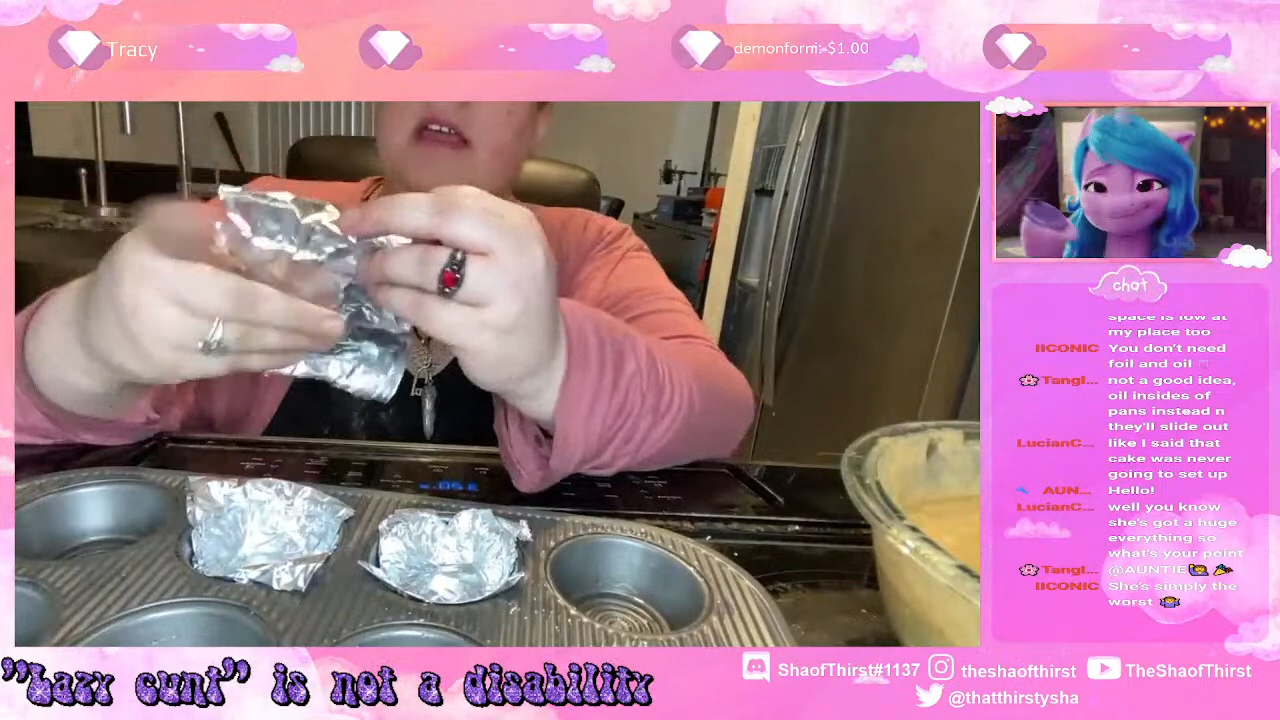 Tracy
demonform: $1.00
chat
space is low at
my place too
IICONIC You don't need
foil and oil
Tangl... not a good idea,
oil insides of
pans instead n
they'll slide out
LucianC... like I said that
cake was never
going to set up
AUN... Hello!
LucianC... well you know
she's got a huge
everything so
what's your point
Tangl... @AUNTIE
IICONIC She's simply the
worst
"Lazy cunt" is not a disability
ShaofThirst#1137 theshaofthirst TheShaofThirst
@thatthirstysha